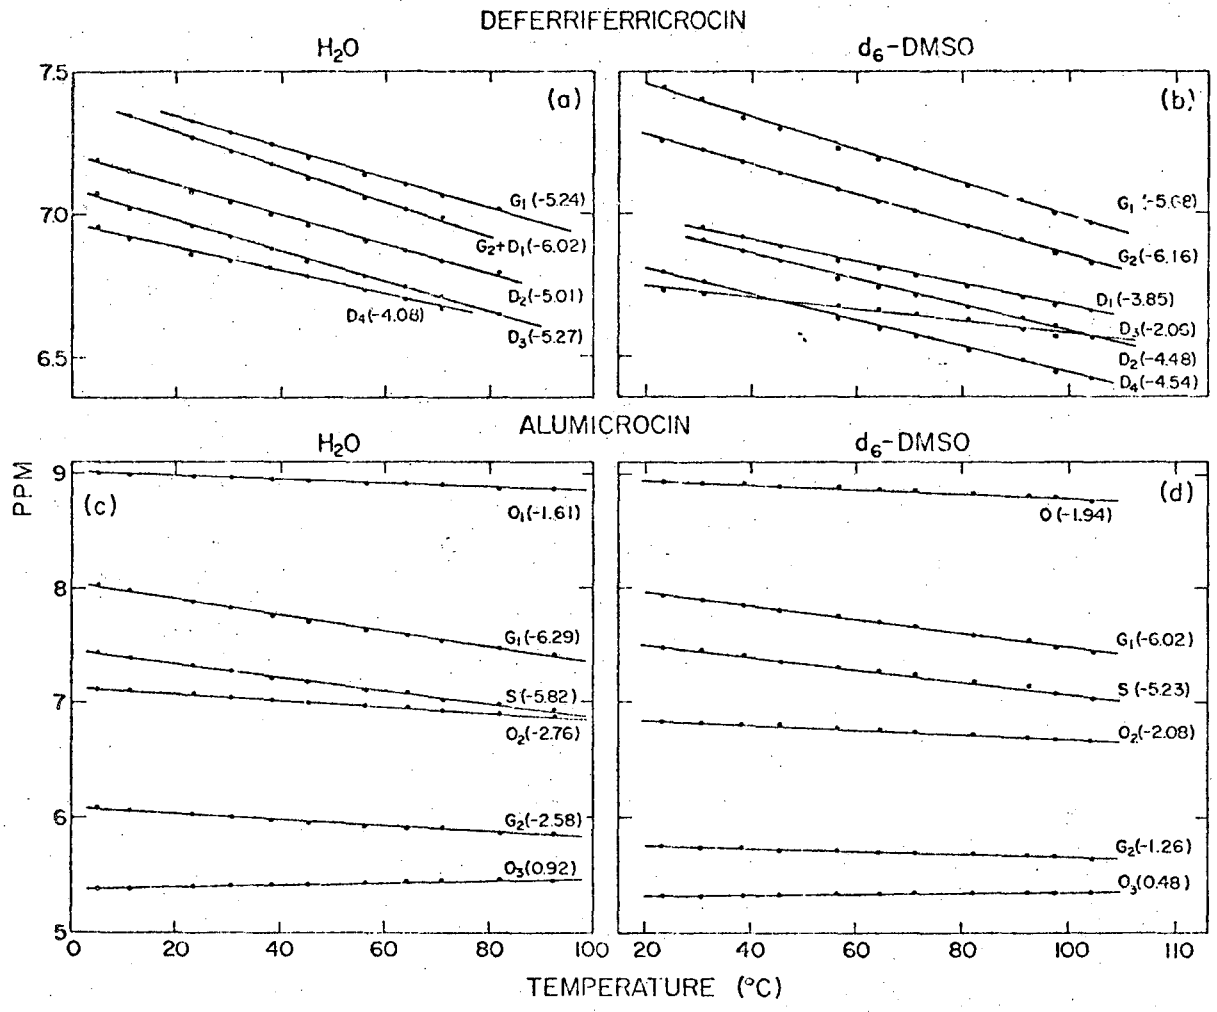 DEFERRIFERRICROCIN
H₂O
d₆-DMSO
7.5
7.0
6.5
(a)
G₁(-5.24)
G₂+D₁(-6.02)
D₂(-5.01)
D₄(-4.08)
D₃(-5.27)
(b)
G₂(-6.16)
D₁(-3.85)
D₂(-4.48)
D₄(-4.54)
ALUMICROCIN
H₂O
d₆-DMSO
PPM
9
8
7
6
5
(c)
O₁(-1.61)
G₁(-6.29)
S(-5.82)
O₂(-2.76)
G₂(-2.58)
O₃(0.92)
(d)
O(-1.94)
G₁(-6.02)
S(-5.23)
O₂(-2.08)
G₂(-1.26)
O₃(0.48)
0 20 40 60 80 100
20 40 60 80 100 110
TEMPERATURE (°C)